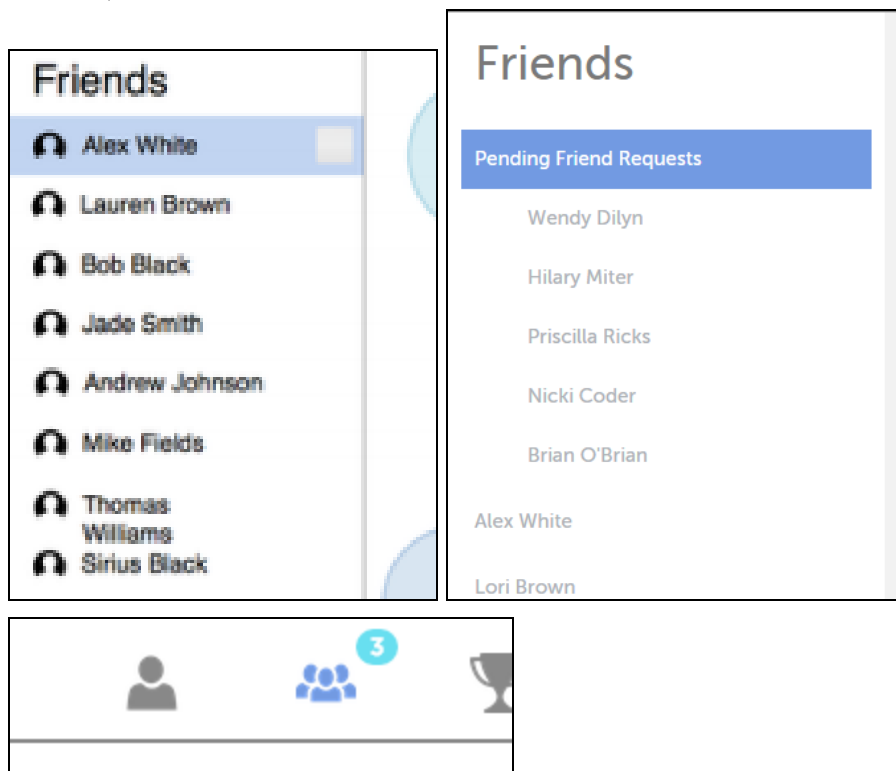 Friends
Alex White
Lauren Brown
Bob Black
Jade Smith
Andrew Johnson
Mike Fields
Thomas
Williams
Sirius Black
Friends
Pending Friend Requests
Wendy Dilyn
Hilary Miter
Priscilla Ricks
Nicki Coder
Brian O'Brian
Alex White
Lori Brown
3